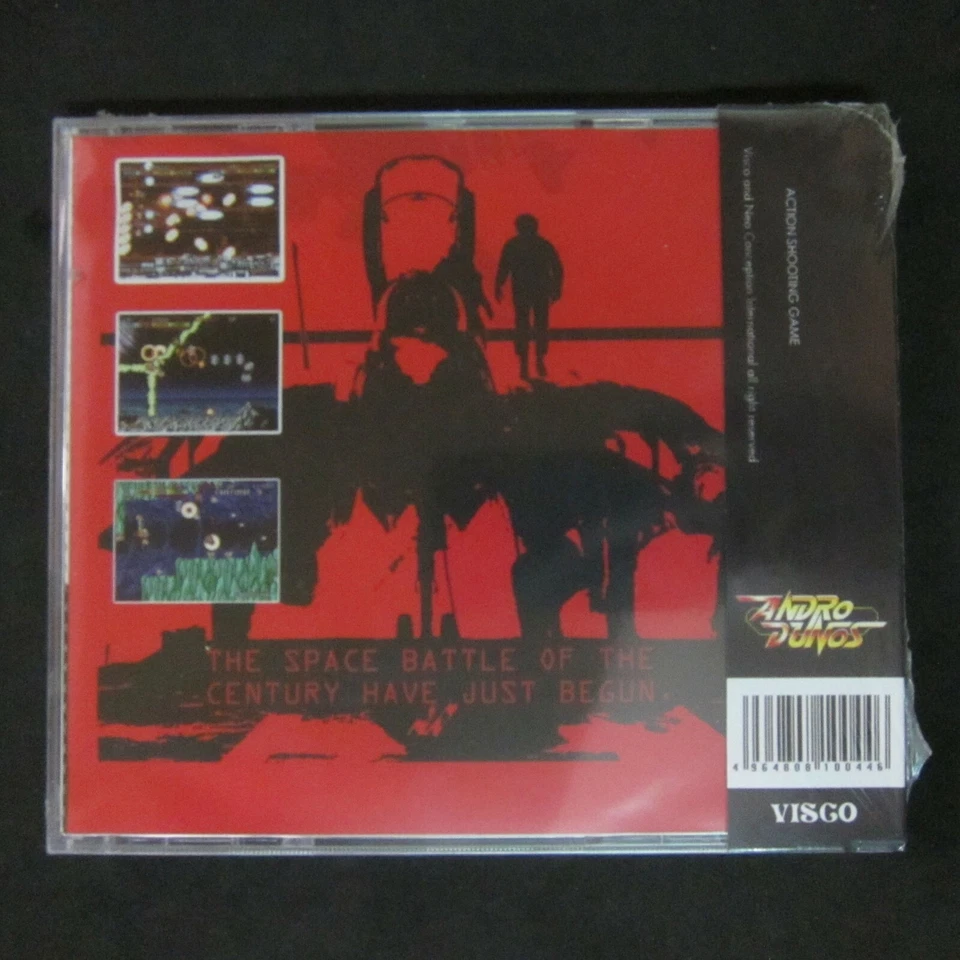 THE SPACE BATTLE OF THE
CENTURY HAVE JUST BEGUN.
ACTION SHOOTING GAME
Visco and Neo Conception International all right reserved
ANDRO
DUNOS
4 964808 100446
VISCO